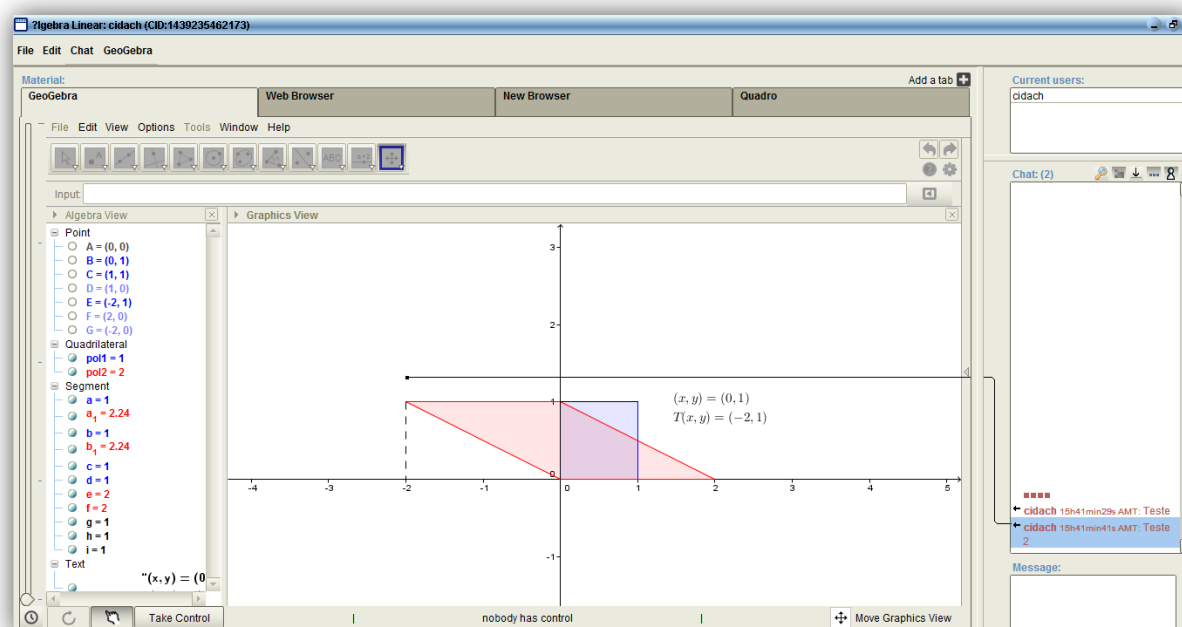 ?lgebra Linear: cidach (CID:1439235462173)
File Edit Chat GeoGebra
Material:
Add a tab
GeoGebra
Web Browser
New Browser
Quadro
File Edit View Options Tools Window Help
ABC
a=2
Input:
Algebra View
Graphics View
Point
A = (0, 0)
B = (0, 1)
C = (1, 1)
D = (1, 0)
E = (-2, 1)
F = (2, 0)
G = (-2, 0)
Quadrilateral
pol1 = 1
pol2 = 2
Segment
a = 1
a₁ = 2.24
b = 1
b₁ = 2.24
c = 1
d = 1
e = 2
f = 2
g = 1
h = 1
i = 1
Text
"(x, y) = (0
3
2
1
0
-1
-4 -3 -2 -1 0 1 2 3 4 5
(x, y) = (0, 1)
T(x, y) = (−2, 1)
Take Control
nobody has control
Move Graphics View
Current users:
cidach
Chat: (2)
cidach 15h41min29s AMT: Teste
cidach 15h41min41s AMT: Teste
2
Message: